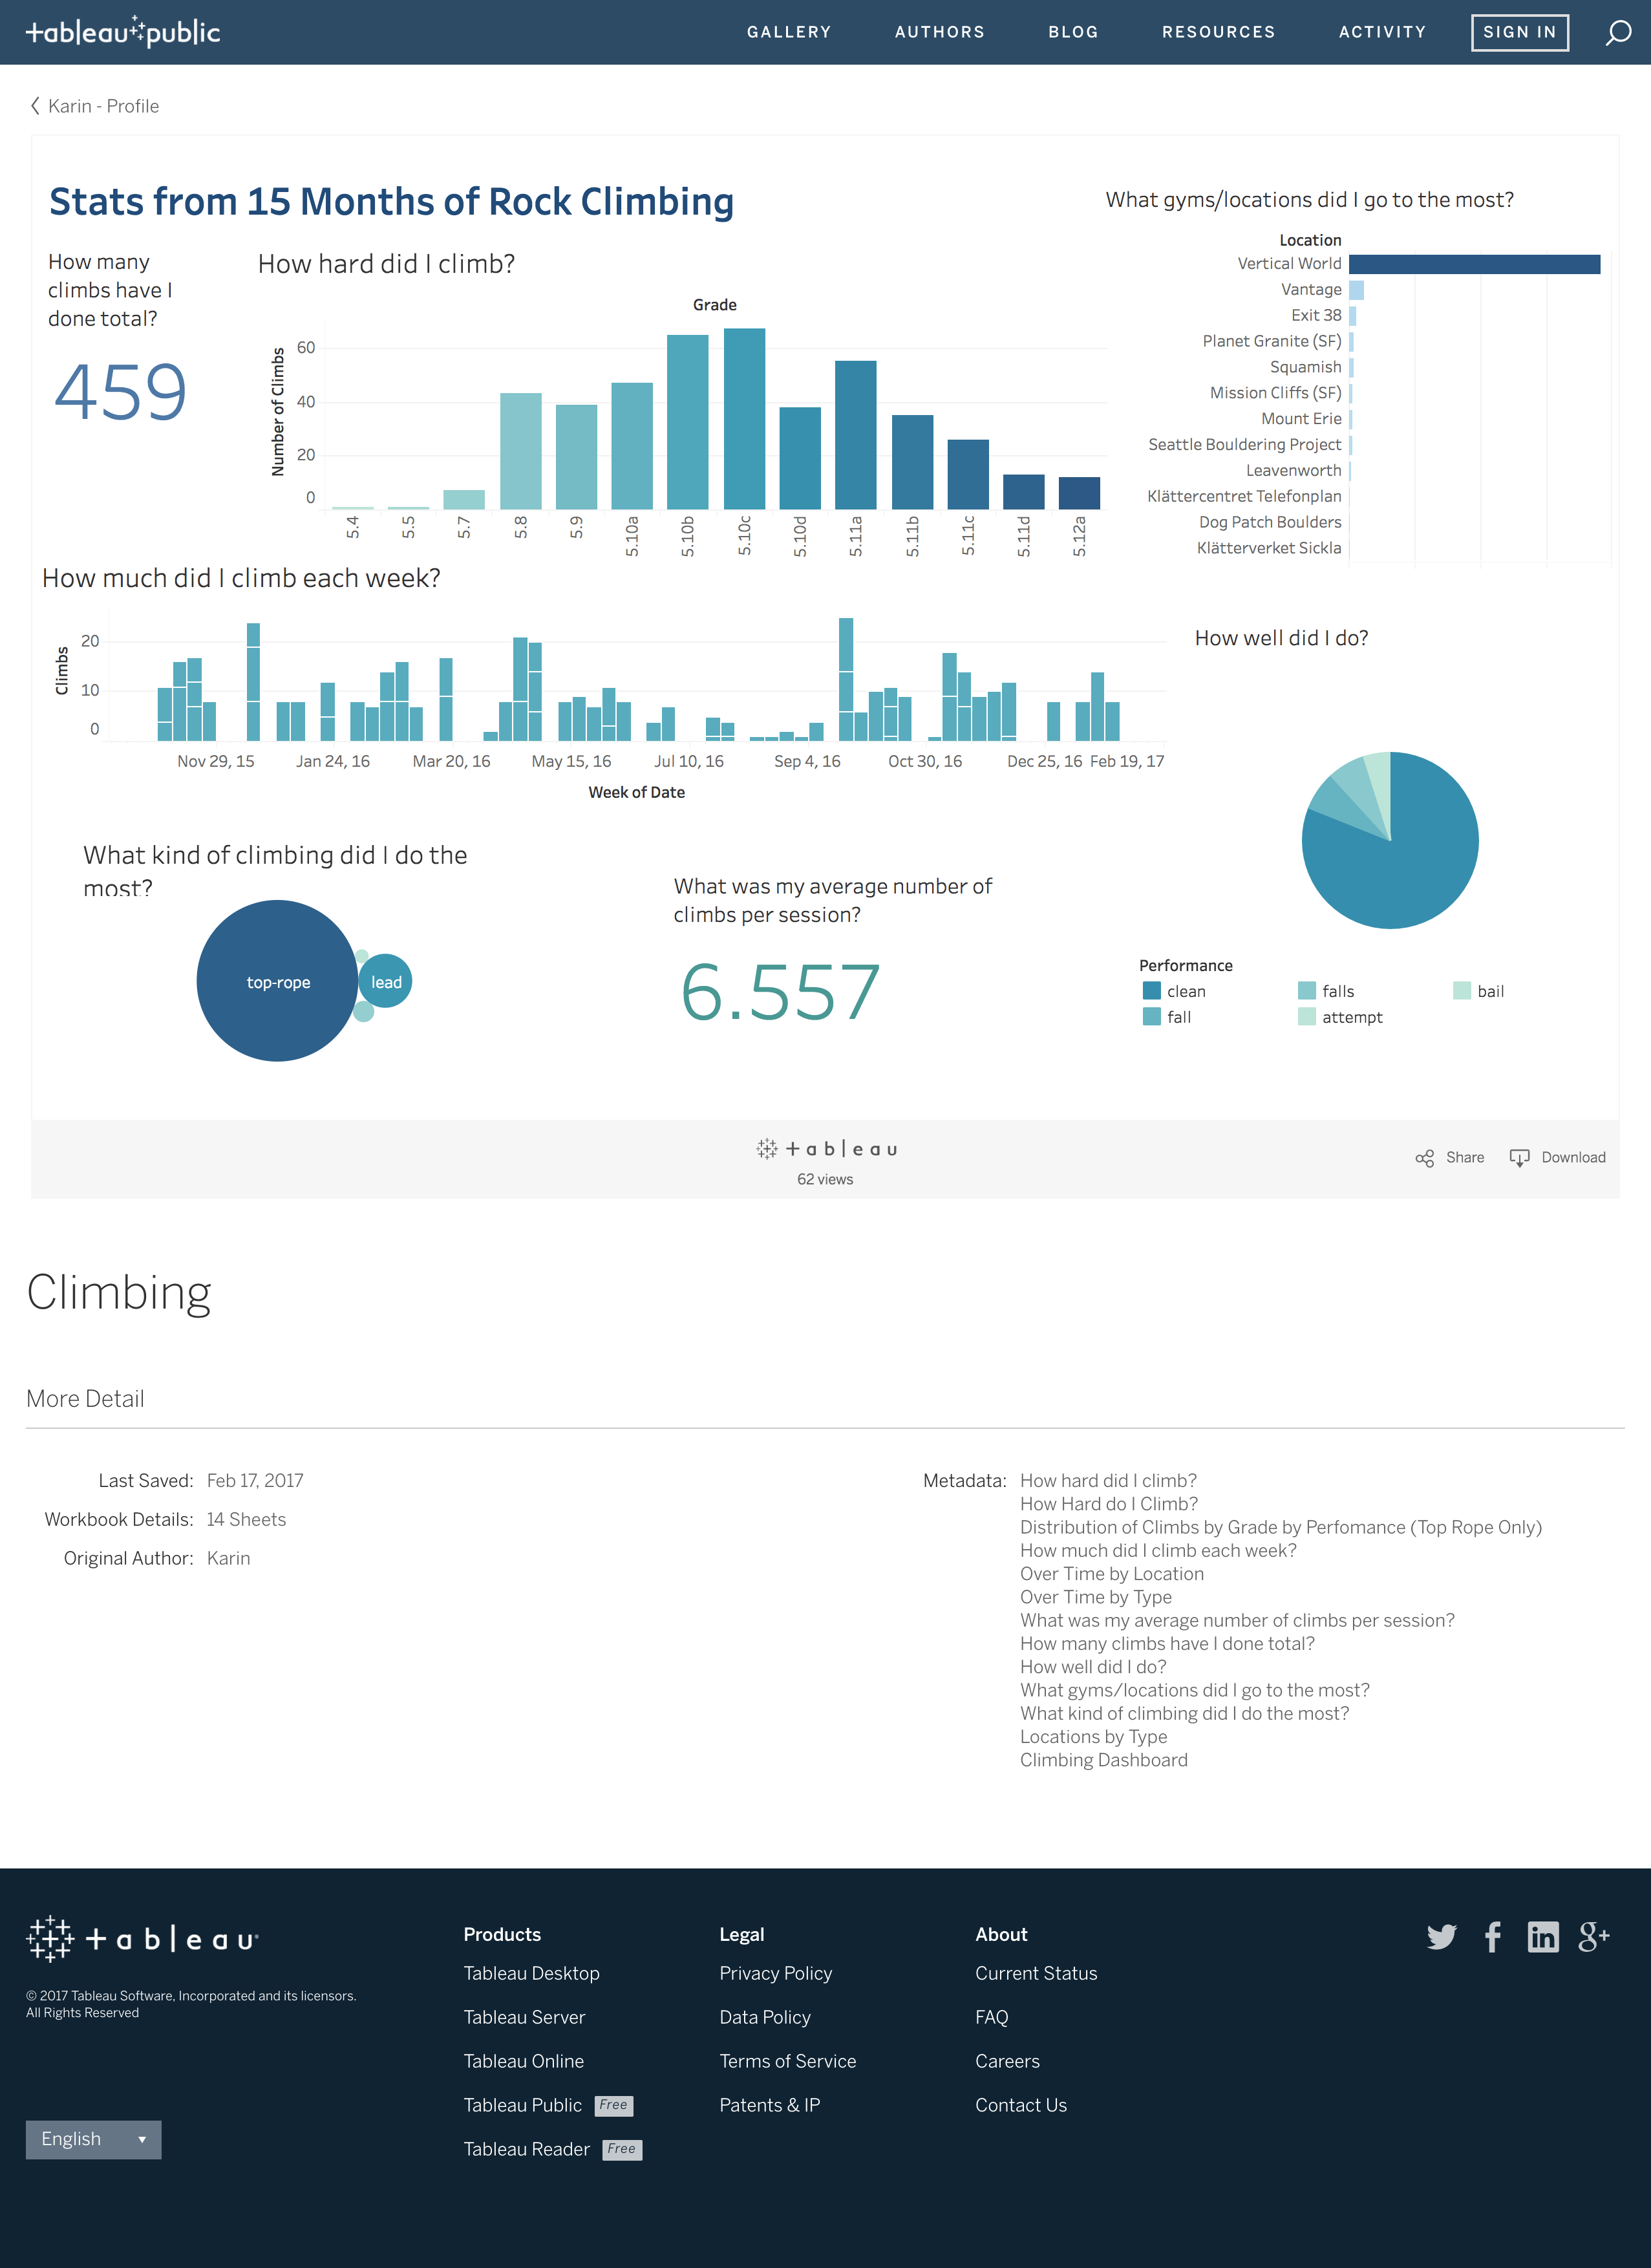 tableau public
GALLERY
AUTHORS
BLOG
RESOURCES
ACTIVITY
SIGN IN
Karin - Profile
Stats from 15 Months of Rock Climbing
How many
climbs have I
done total?
459
How hard did I climb?
Grade
Number of Climbs
60
40
20
0
5.4
5.5
5.7
5.8
5.9
5.10a
5.10b
5.10c
5.10d
5.11a
5.11b
5.11c
5.11d
5.12a
What gyms/locations did I go to the most?
Location
Vertical World
Vantage
Exit 38
Planet Granite (SF)
Squamish
Mission Cliffs (SF)
Mount Erie
Seattle Bouldering Project
Leavenworth
Klättercentret Telefonplan
Dog Patch Boulders
Klätterverket Sickla
How much did I climb each week?
Climbs
20
10
0
Nov 29, 15
Jan 24, 16
Mar 20, 16
May 15, 16
Jul 10, 16
Sep 4, 16
Oct 30, 16
Dec 25, 16
Feb 19, 17
Week of Date
How well did I do?
Performance
clean
falls
bail
fall
attempt
What kind of climbing did I do the
most?
top-rope
lead
What was my average number of
climbs per session?
6.557
tableau
62 views
Share
Download
Climbing
More Detail
Last Saved: Feb 17, 2017
Workbook Details: 14 Sheets
Original Author: Karin
Metadata: How hard did I climb?
How Hard do I Climb?
Distribution of Climbs by Grade by Perfomance (Top Rope Only)
How much did I climb each week?
Over Time by Location
Over Time by Type
What was my average number of climbs per session?
How many climbs have I done total?
How well did I do?
What gyms/locations did I go to the most?
What kind of climbing did I do the most?
Locations by Type
Climbing Dashboard
tableau
© 2017 Tableau Software, Incorporated and its licensors.
All Rights Reserved
English
Products
Tableau Desktop
Tableau Server
Tableau Online
Tableau Public Free
Tableau Reader Free
Legal
Privacy Policy
Data Policy
Terms of Service
Patents & IP
About
Current Status
FAQ
Careers
Contact Us
f
in
g+